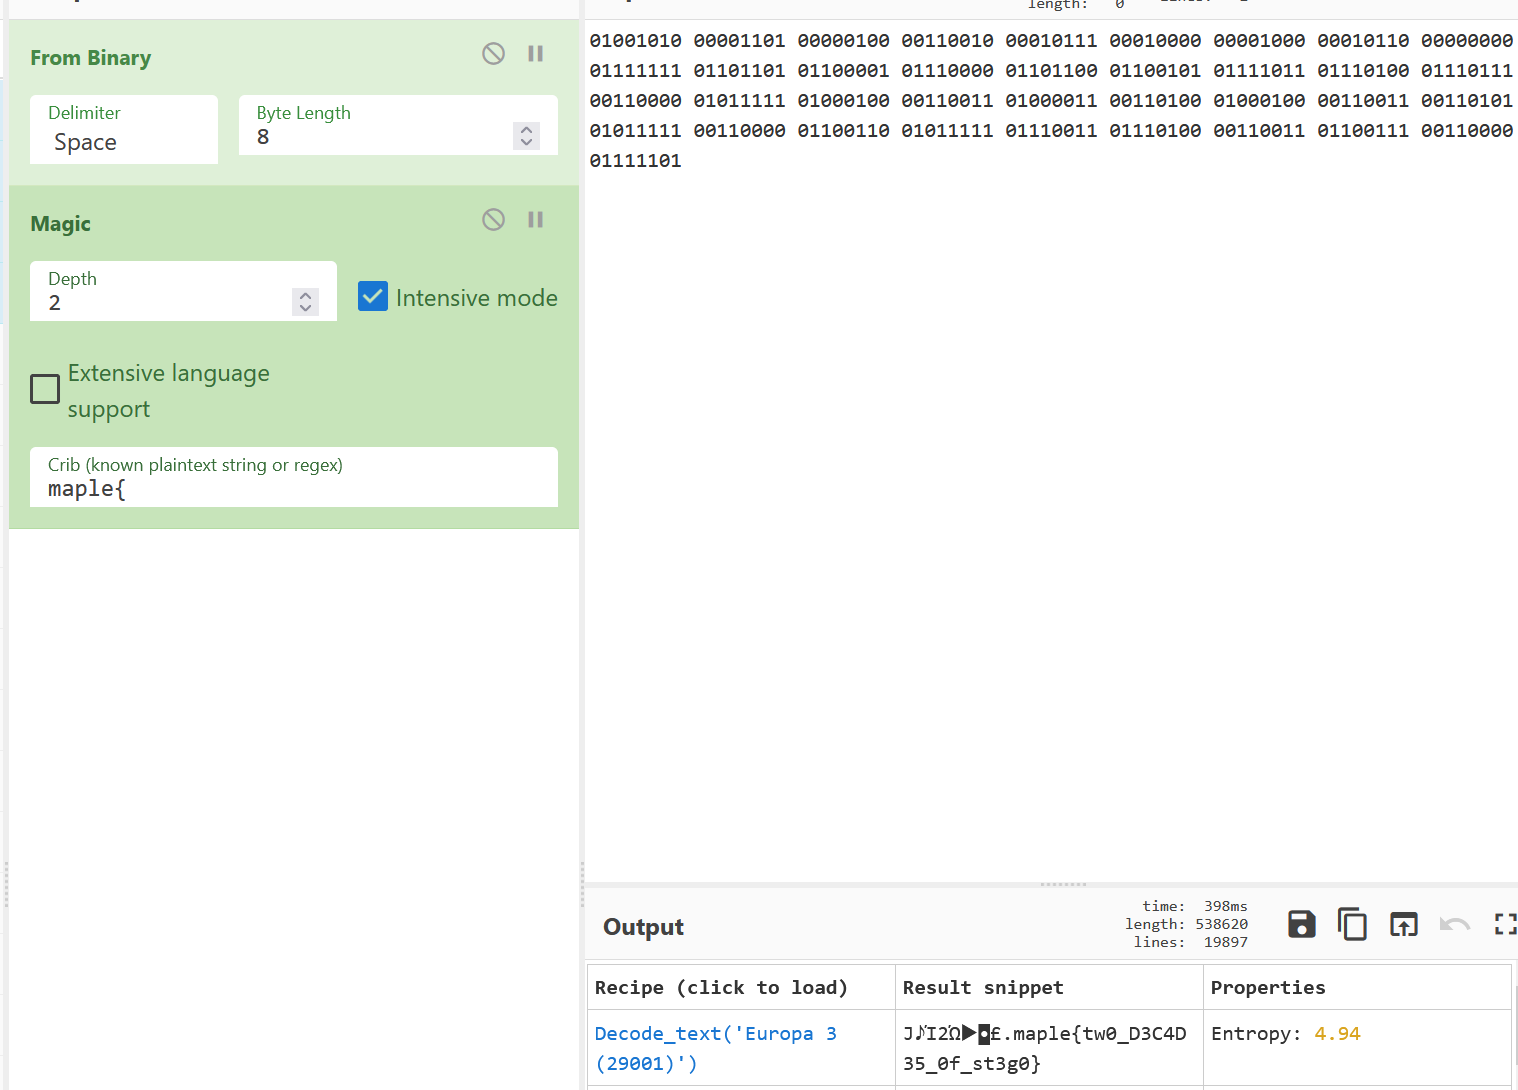 length: 0
From Binary
Delimiter
Space
Byte Length
8
Magic
Depth
2
Intensive mode
Extensive language
support
Crib (known plaintext string or regex)
maple{
01001010 00001101 00000100 00110010 00010111 00010000 00001000 00010110 00000000
01111111 01101101 01100001 01110000 01101100 01100101 01111011 01110100 01110111
00110000 01011111 01000100 00110011 01000011 00110100 01000100 00110011 00110101
01011111 00110000 01100110 01011111 01110011 01110100 00110011 01100111 00110000
01111101
Output
time: 398ms
length: 538620
lines: 19897
Recipe (click to load)
Result snippet
Properties
Decode_text('Europa 3
(29001)')
J♪Ί2Ώ►◘£.maple{tw0_D3C4D
35_0f_st3g0}
Entropy: 4.94